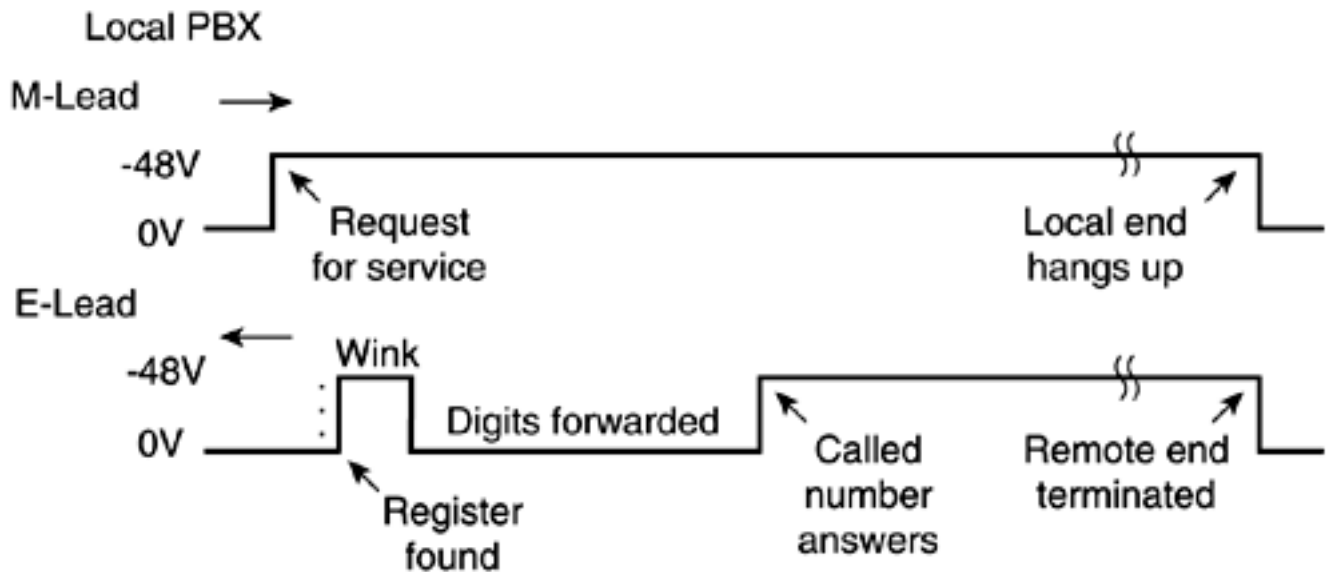 Local PBX
M-Lead
-48V
0V
Request
for service
Local end
hangs up
E-Lead
-48V
Wink
0V
Digits forwarded
Register
found
Called
number
answers
Remote end
terminated